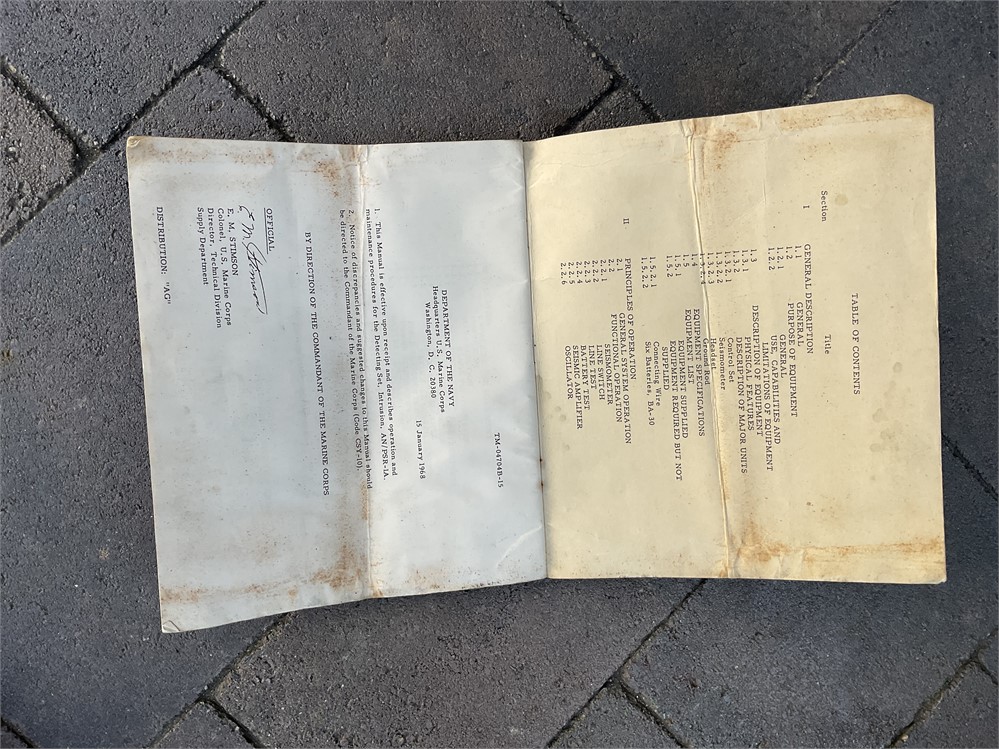 TABLE OF CONTENTS
Section Title
I GENERAL DESCRIPTION
1.1 GENERAL
1.2 PURPOSE OF EQUIPMENT
1.2.1 GENERAL
1.2.2 USE, CAPABILITIES AND
LIMITATIONS OF EQUIPMENT
1.3 DESCRIPTION OF EQUIPMENT
1.3.1 PHYSICAL FEATURES
1.3.2 DESCRIPTION OF MAJOR UNITS
1.3.2.1 Control Set
1.3.2.2 Seismometer
1.3.2.3 Headset
1.3.2.4 Ground Rod
1.4 EQUIPMENT SPECIFICATIONS
1.5 EQUIPMENT LIST
1.5.1 EQUIPMENT SUPPLIED
1.5.2 EQUIPMENT REQUIRED BUT NOT
SUPPLIED
1.5.2.1 Connecting Wire
1.5.2.2 Six Batteries, BA-30
II PRINCIPLES OF OPERATION
2.1 GENERAL SYSTEM OPERATION
2.2 FUNCTIONAL OPERATION
2.2.1 SEISMOMETER
2.2.2 LINE SWITCH
2.2.3 LINE TEST
2.2.4 BATTERY TEST
2.2.5 SEISMIC AMPLIFIER
2.2.6 OSCILLATOR
TM-04704B-15
DEPARTMENT OF THE NAVY
Headquarters U.S. Marine Corps
Washington, D. C. 20380
15 January 1968
1. This Manual is effective upon receipt and describes operation and
maintenance procedures for the Detecting Set, Intrusion, AN/PSR-1A.
2. Notice of discrepancies and suggested changes to this Manual should
be directed to the Commandant of the Marine Corps (Code CSY-10).
BY DIRECTION OF THE COMMANDANT OF THE MARINE CORPS
OFFICIAL:
E M Stimson
E. M. STIMSON
Colonel, U.S. Marine Corps
Director, Technical Division
Supply Department
DISTRIBUTION: "AG"